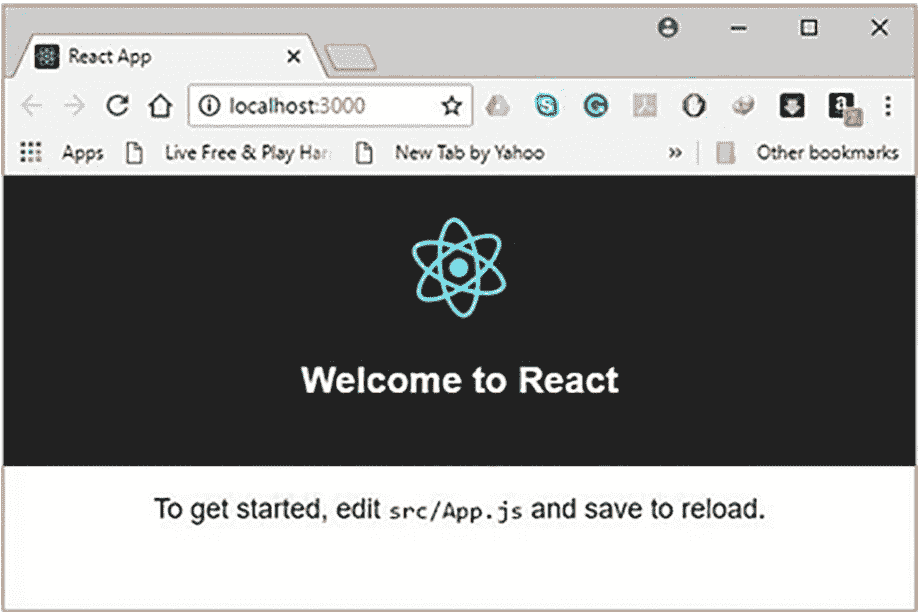 React App
localhost:3000
Apps Live Free & Play Har New Tab by Yahoo » Other bookmarks
Welcome to React
To get started, edit src/App.js and save to reload.